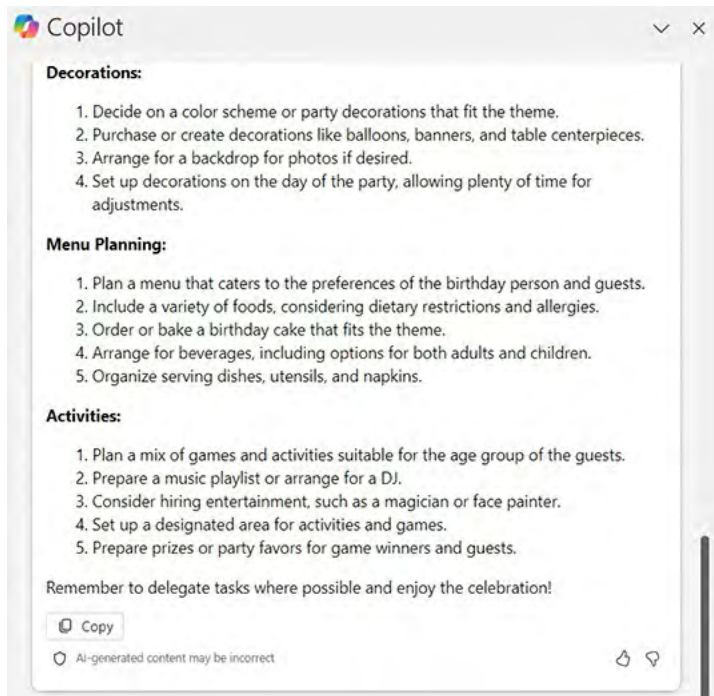 Copilot
Decorations:
1. Decide on a color scheme or party decorations that fit the theme.
2. Purchase or create decorations like balloons, banners, and table centerpieces.
3. Arrange for a backdrop for photos if desired.
4. Set up decorations on the day of the party, allowing plenty of time for
adjustments.
Menu Planning:
1. Plan a menu that caters to the preferences of the birthday person and guests.
2. Include a variety of foods, considering dietary restrictions and allergies.
3. Order or bake a birthday cake that fits the theme.
4. Arrange for beverages, including options for both adults and children.
5. Organize serving dishes, utensils, and napkins.
Activities:
1. Plan a mix of games and activities suitable for the age group of the guests.
2. Prepare a music playlist or arrange for a DJ.
3. Consider hiring entertainment, such as a magician or face painter.
4. Set up a designated area for activities and games.
5. Prepare prizes or party favors for game winners and guests.
Remember to delegate tasks where possible and enjoy the celebration!
Copy
AI-generated content may be incorrect